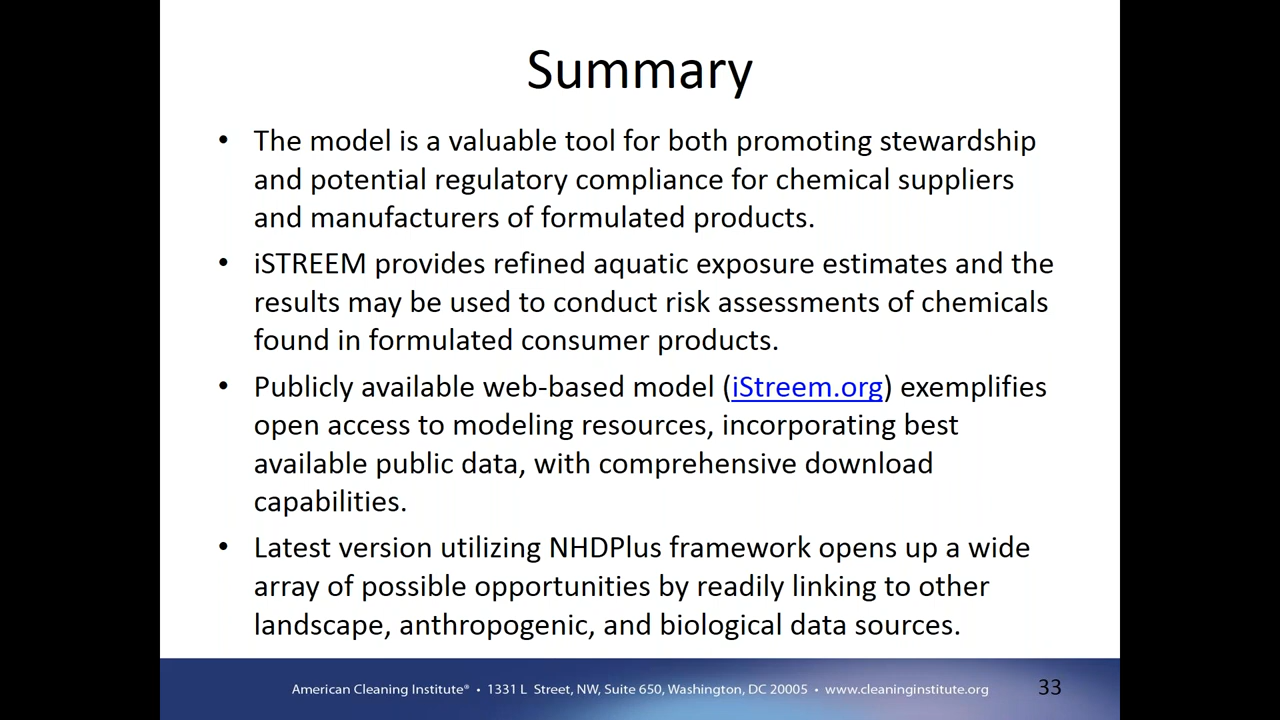 Summary
• The model is a valuable tool for both promoting stewardship
and potential regulatory compliance for chemical suppliers
and manufacturers of formulated products.
• iSTREEM provides refined aquatic exposure estimates and the
results may be used to conduct risk assessments of chemicals
found in formulated consumer products.
• Publicly available web-based model (iStreem.org) exemplifies
open access to modeling resources, incorporating best
available public data, with comprehensive download
capabilities.
• Latest version utilizing NHDPlus framework opens up a wide
array of possible opportunities by readily linking to other
landscape, anthropogenic, and biological data sources.
American Cleaning Institute® • 1331 L Street, NW, Suite 650, Washington, DC 20005 • www.cleaninginstitute.org 33